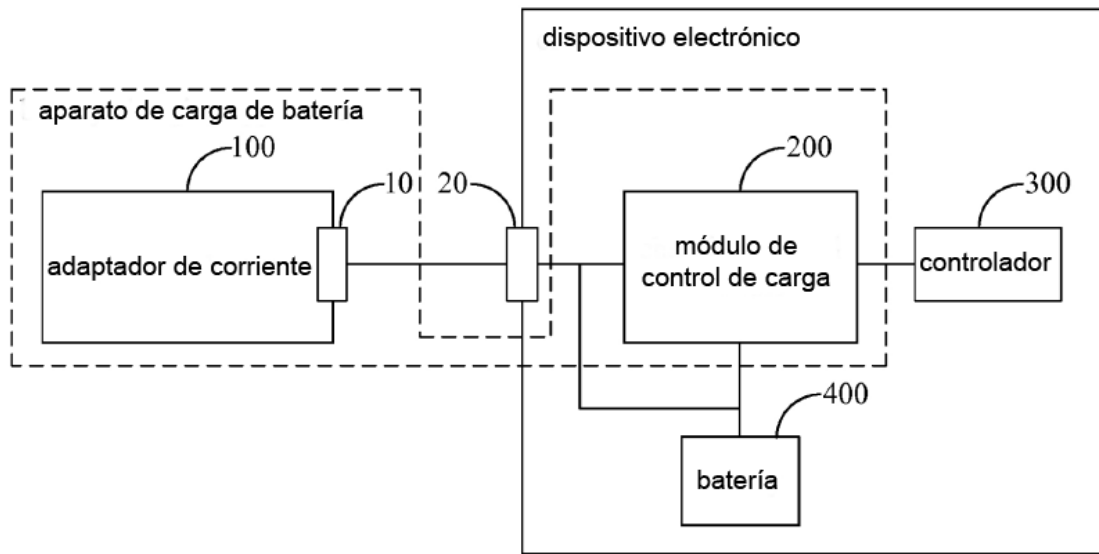 dispositivo electrónico
aparato de carga de batería
100
10
20
200
300
adaptador de corriente
módulo de
control de carga
controlador
400
batería